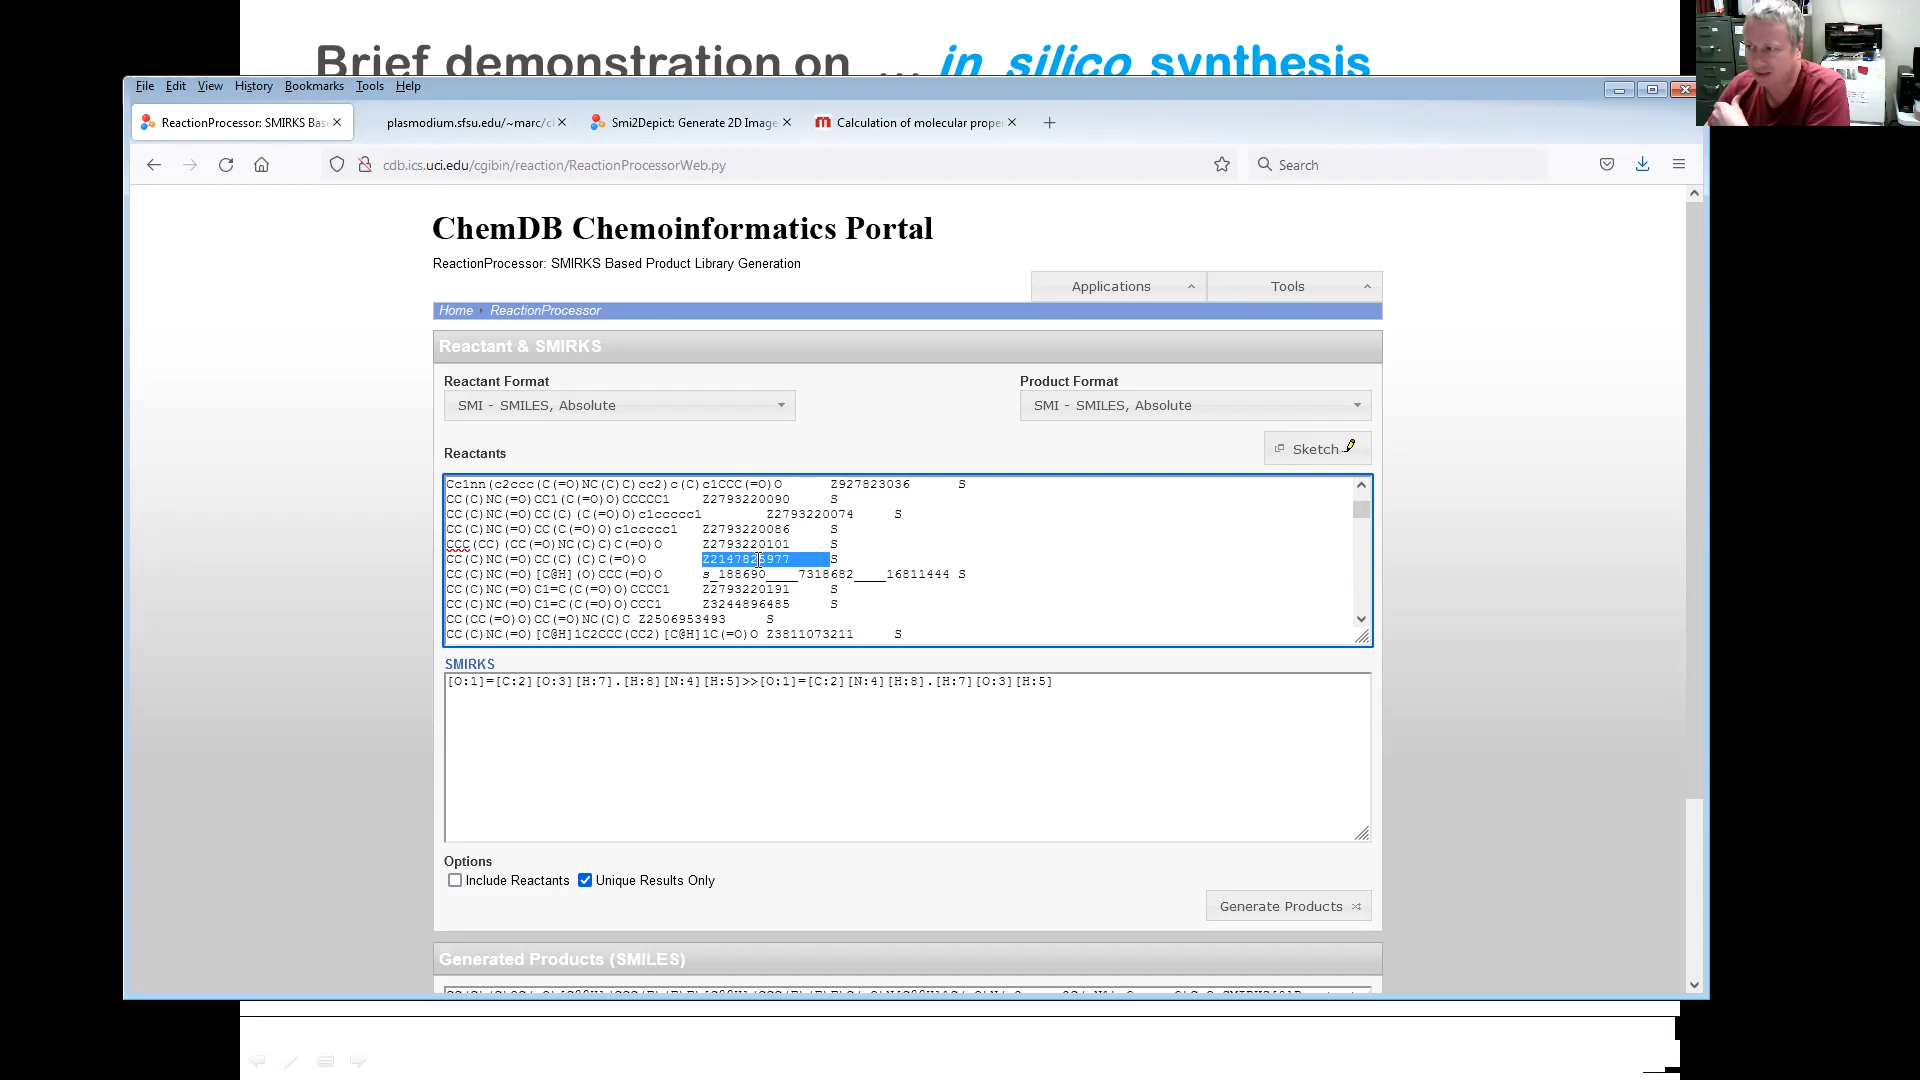 Brief demonstration on ... in silico synthesis
File Edit View History Bookmarks Tools Help
ReactionProcessor: SMIRKS Bas
plasmodium.sfsu.edu/~marc/cl
Smi2Depict: Generate 2D Image
Calculation of molecular prope
cdb.ics.uci.edu/cgibin/reaction/ReactionProcessorWeb.py
Search
ChemDB Chemoinformatics Portal
ReactionProcessor: SMIRKS Based Product Library Generation
Applications
Tools
Home ReactionProcessor
Reactant & SMIRKS
Reactant Format
Product Format
SMI - SMILES, Absolute
SMI - SMILES, Absolute
Sketch
Reactants
Cc1nn(c2ccc(C(=O)NC(C)C)cc2)c(C)c1CCC(=O)O Z927823036 S
CC(C)NC(=O)CC1(C(=O)O)CCCCC1 Z2793220090 S
CC(C)NC(=O)CC(C)(C(=O)O)c1ccccc1 Z2793220074 S
CC(C)NC(=O)CC(C(=O)O)c1ccccc1 Z2793220086 S
CCC(CC)(CC(=O)NC(C)C)C(=O)O Z2793220101 S
CC(C)NC(=O)CC(C)(C)C(=O)O Z2147825977 S
CC(C)NC(=O)[C@H](O)CCC(=O)O s_188690____7318682____16811444 S
CC(C)NC(=O)C1=C(C(=O)O)CCCC1 Z2793220191 S
CC(C)NC(=O)C1=C(C(=O)O)CCC1 Z3244896485 S
CC(CC(=O)O)CC(=O)NC(C)C Z2506953493 S
CC(C)NC(=O)[C@H]1C2CCC(CC2)[C@H]1C(=O)O Z3811073211 S
SMIRKS
[O:1]=[C:2][O:3][H:7].[H:8][N:4][H:5]>>[O:1]=[C:2][N:4][H:8].[H:7][O:3][H:5]
Options
Include Reactants Unique Results Only
Generate Products
Generated Products (SMILES)